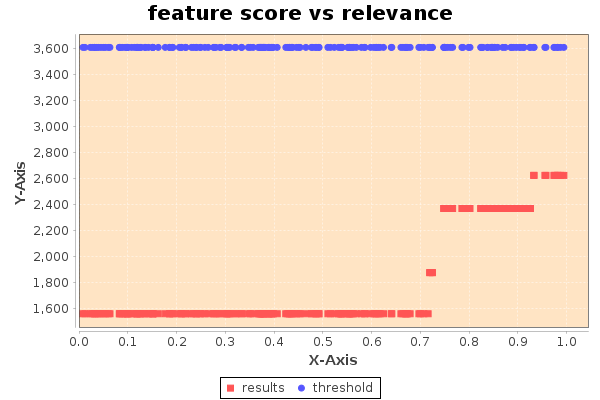 feature score vs relevance
3,600
3,400
3,200
3,000
2,800
2,600
2,400
2,200
2,000
1,800
1,600
Y-Axis
0.0 0.1 0.2 0.3 0.4 0.5 0.6 0.7 0.8 0.9 1.0
X-Axis
results threshold